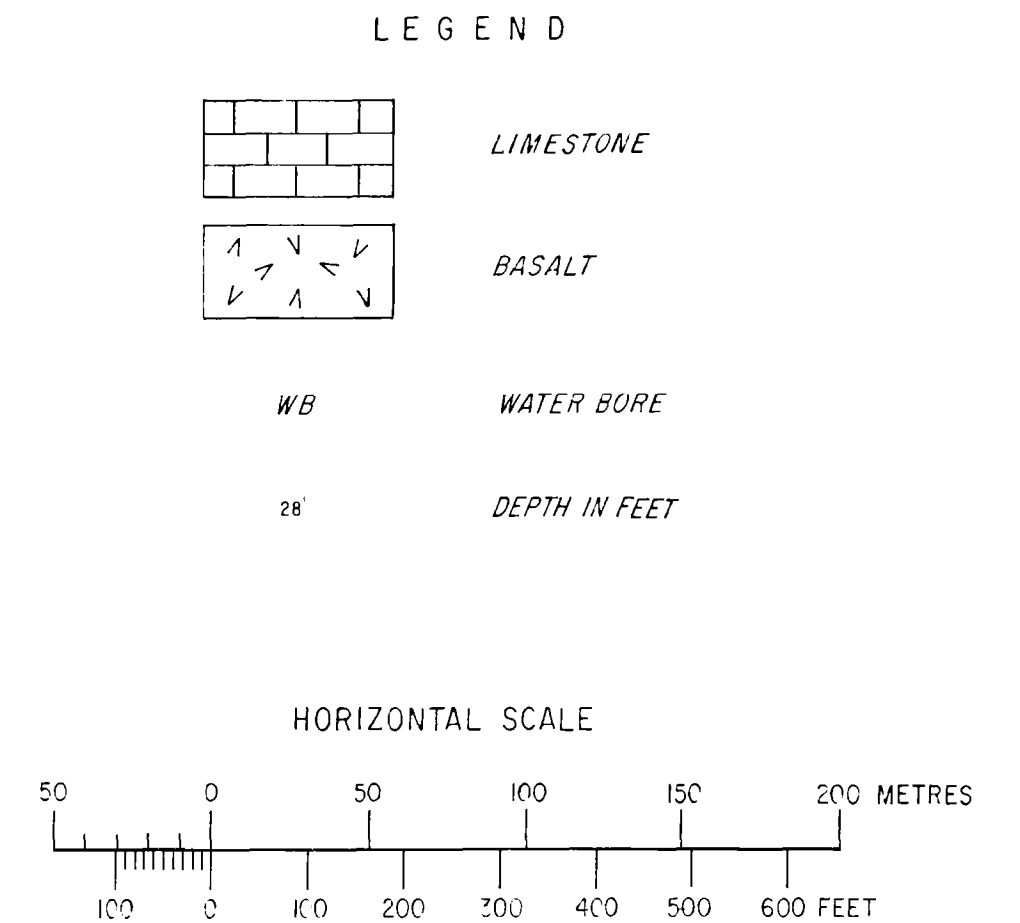 LEGEND
LIMESTONE
BASALT
WB WATER BORE
28' DEPTH IN FEET
HORIZONTAL SCALE
50 0 50 100 150 200 METRES
100 0 100 200 300 400 500 600 FEET